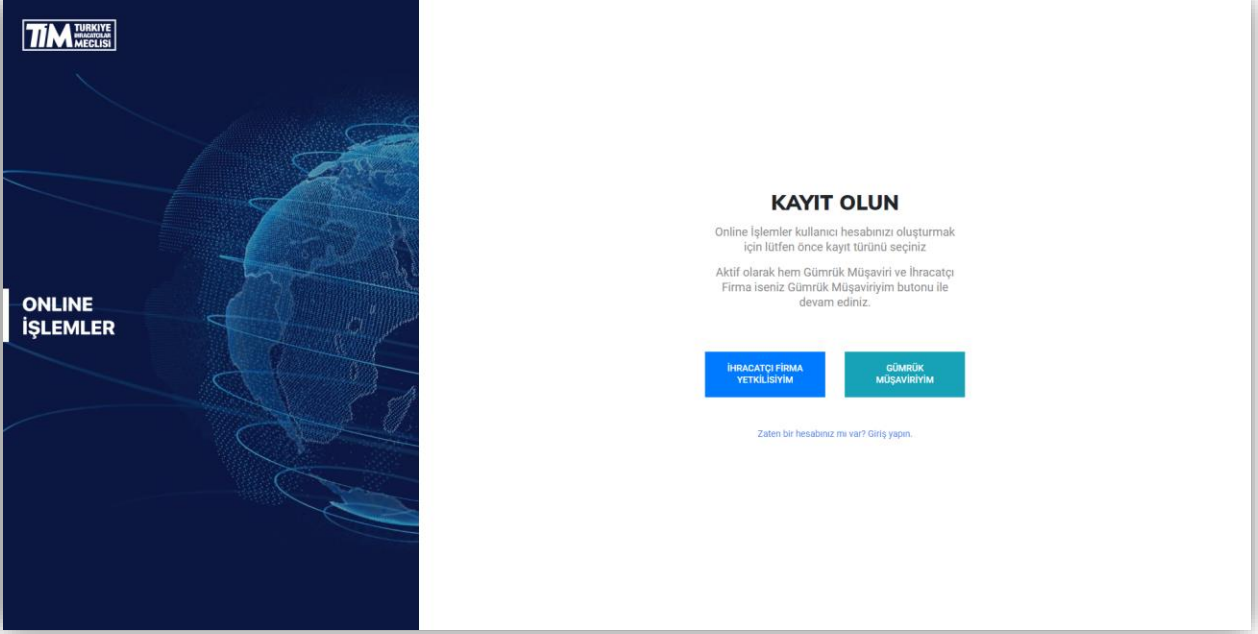 TİM TÜRKİYE
İHRACATÇILAR
MECLİSİ
ONLINE
İŞLEMLER
KAYIT OLUN
Online İşlemler kullanıcı hesabınızı oluşturmak
için lütfen önce kayıt türünü seçiniz
Aktif olarak hem Gümrük Müşaviri ve İhracatçı
Firma iseniz Gümrük Müşaviriyim butonu ile
devam ediniz.
İHRACATÇI FİRMA
YETKİLİSİYİM
GÜMRÜK
MÜŞAVİRİYİM
Zaten bir hesabınız mı var? Giriş yapın.